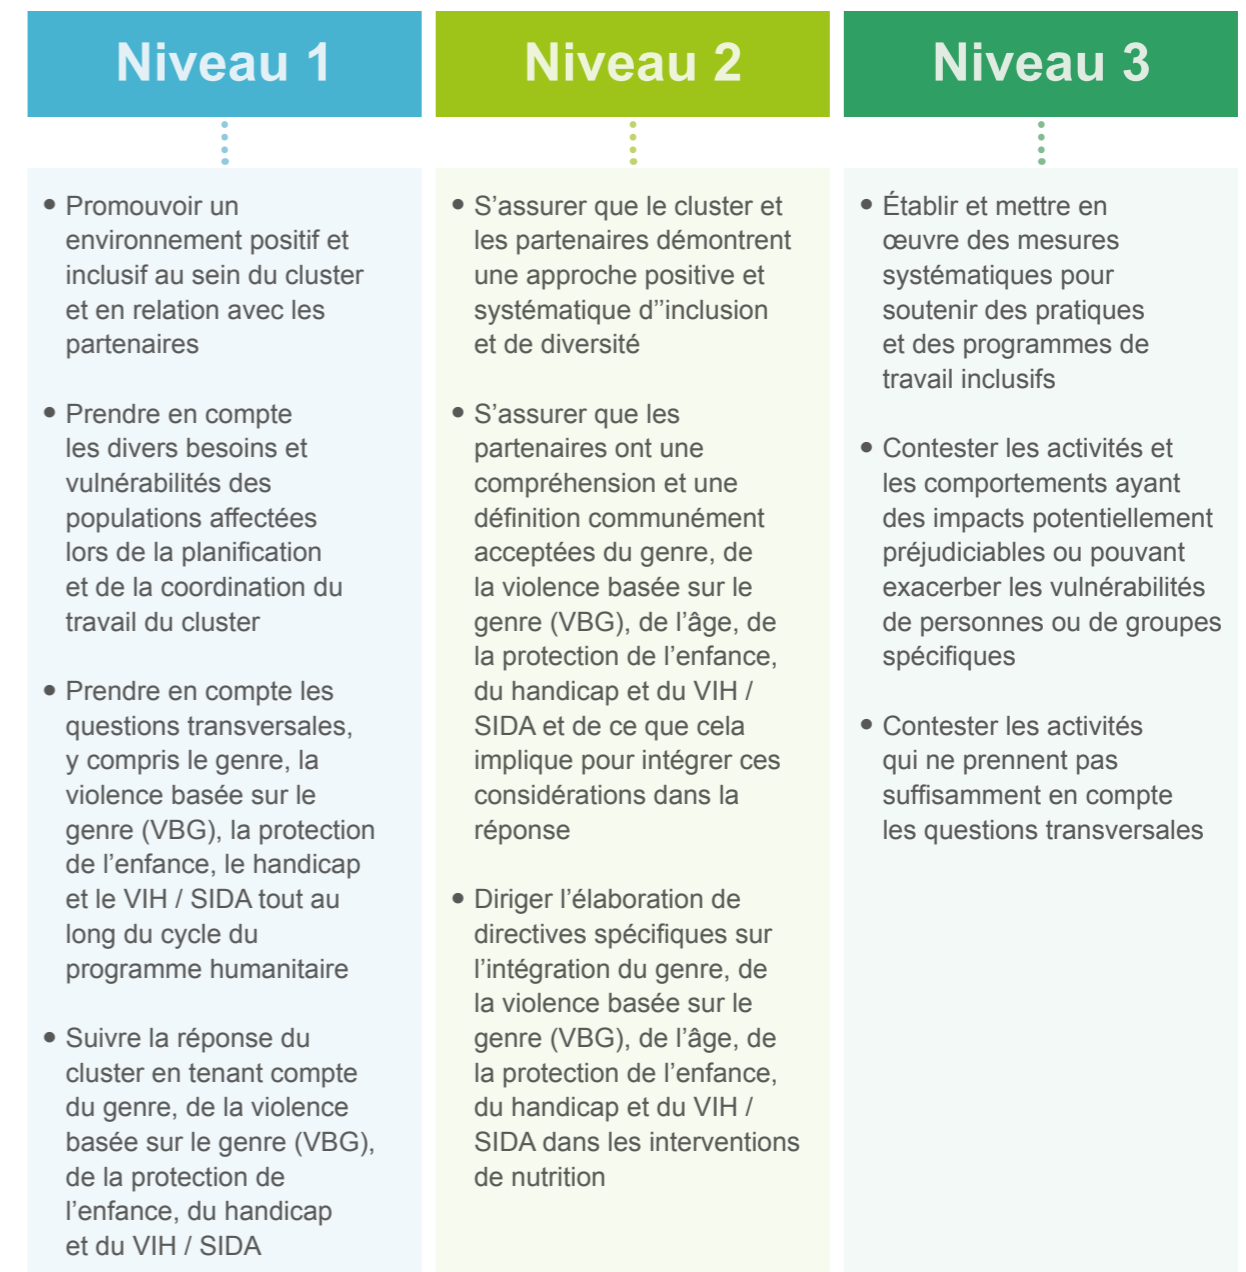 Niveau 1
• Promouvoir un
environnement positif et
inclusif au sein du cluster
et en relation avec les
partenaires
• Prendre en compte
les divers besoins et
vulnérabilités des
populations affectées
lors de la planification
et de la coordination du
travail du cluster
• Prendre en compte les
questions transversales,
y compris le genre, la
violence basée sur le
genre (VBG), la protection
de l’enfance, le handicap
et le VIH / SIDA tout au
long du cycle du
programme humanitaire
• Suivre la réponse du
cluster en tenant compte
du genre, de la violence
basée sur le genre (VBG),
de la protection de
l’enfance, du handicap
et du VIH / SIDA
Niveau 2
• S’assurer que le cluster et
les partenaires démontrent
une approche positive et
systématique d’’inclusion
et de diversité
• S’assurer que les
partenaires ont une
compréhension et une
définition communément
acceptées du genre, de
la violence basée sur le
genre (VBG), de l’âge, de
la protection de l’enfance,
du handicap et du VIH /
SIDA et de ce que cela
implique pour intégrer ces
considérations dans la
réponse
• Diriger l’élaboration de
directives spécifiques sur
l’intégration du genre, de
la violence basée sur le
genre (VBG), de l’âge, de
la protection de l’enfance,
du handicap et du VIH /
SIDA dans les interventions
de nutrition
Niveau 3
• Établir et mettre en
œuvre des mesures
systématiques pour
soutenir des pratiques
et des programmes de
travail inclusifs
• Contester les activités et
les comportements ayant
des impacts potentiellement
préjudiciables ou pouvant
exacerber les vulnérabilités
de personnes ou de groupes
spécifiques
• Contester les activités
qui ne prennent pas
suffisamment en compte
les questions transversales